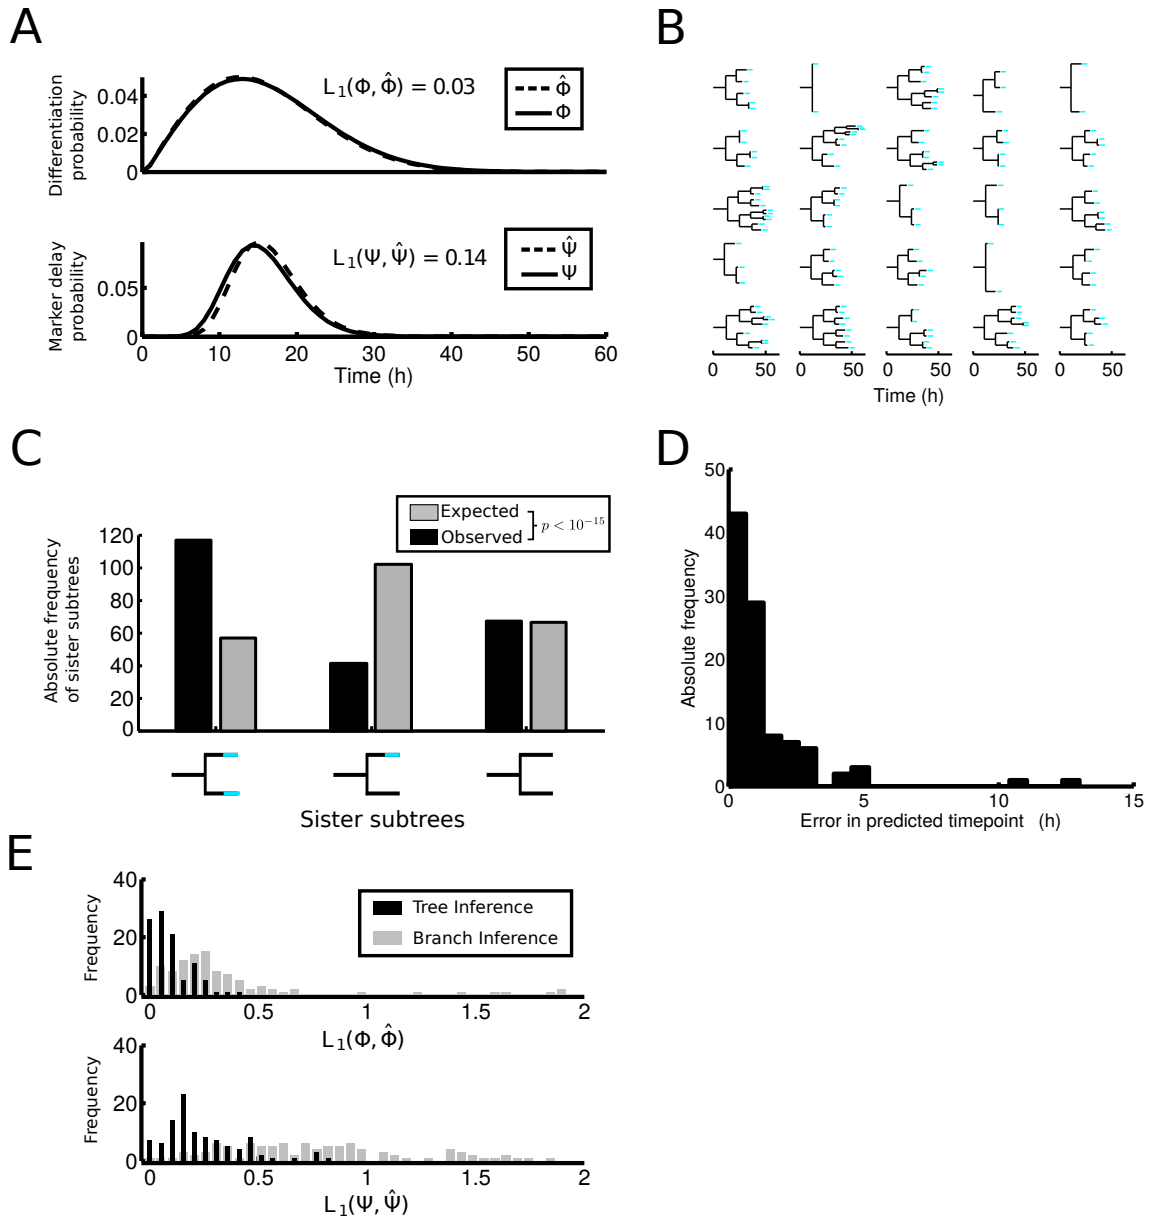 A
Differentiation
probability
0.04
0.02
0
L1(Φ, Φ̂) = 0.03
Φ̂
Φ
Marker delay
probability
0.05
0
L1(Ψ, Ψ̂) = 0.14
Ψ̂
Ψ
0 10 20 30 40 50 60
Time (h)
B
0 50 0 50 0 50 0 50 0 50
Time (h)
C
Expected
Observed
p < 10⁻¹⁵
Absolute frequency
of sister subtrees
120
100
80
60
40
20
0
Sister subtrees
D
Absolute frequency
50
40
30
20
10
0
0 5 10 15
Error in predicted timepoint (h)
E
Frequency
40
20
0
Tree Inference
Branch Inference
0 0.5 1 1.5 2
L1(Φ, Φ̂)
Frequency
40
20
0
0 0.5 1 1.5 2
L1(Ψ, Ψ̂)